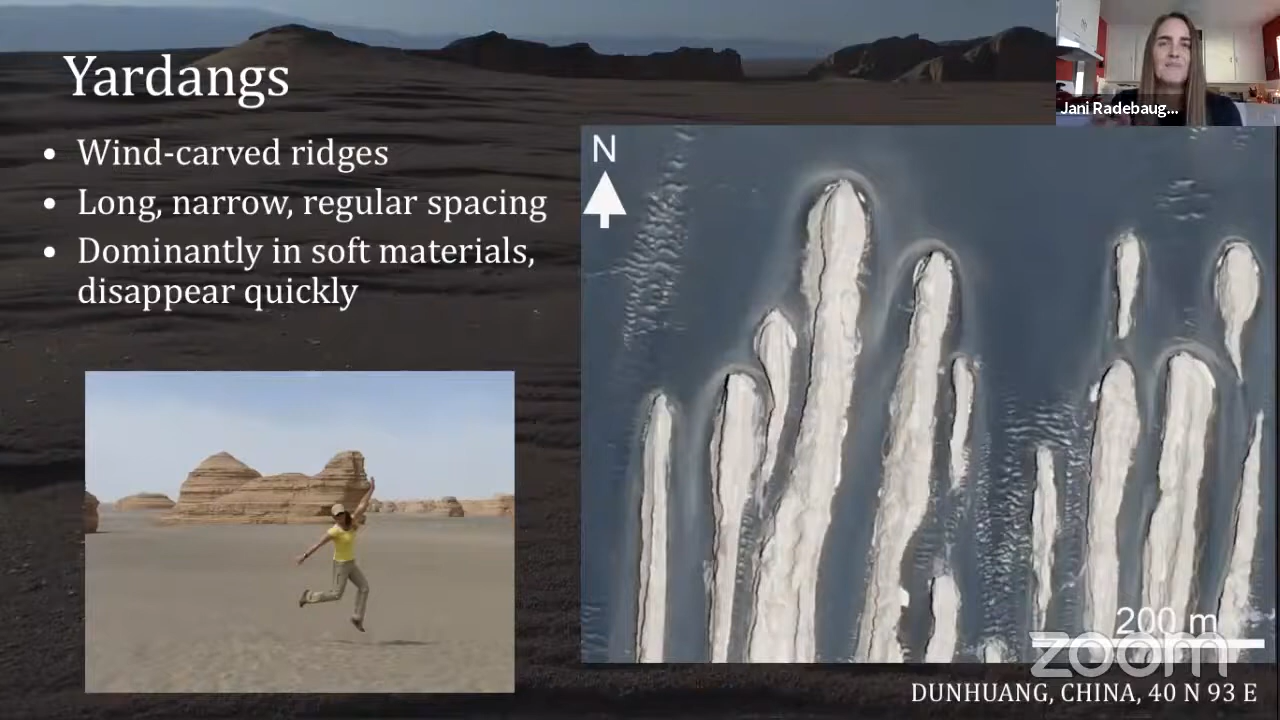 Yardangs
• Wind-carved ridges
• Long, narrow, regular spacing
• Dominantly in soft materials,
disappear quickly
Jani Radebaug...
N
200 m
zoom
DUNHUANG, CHINA, 40 N 93 E